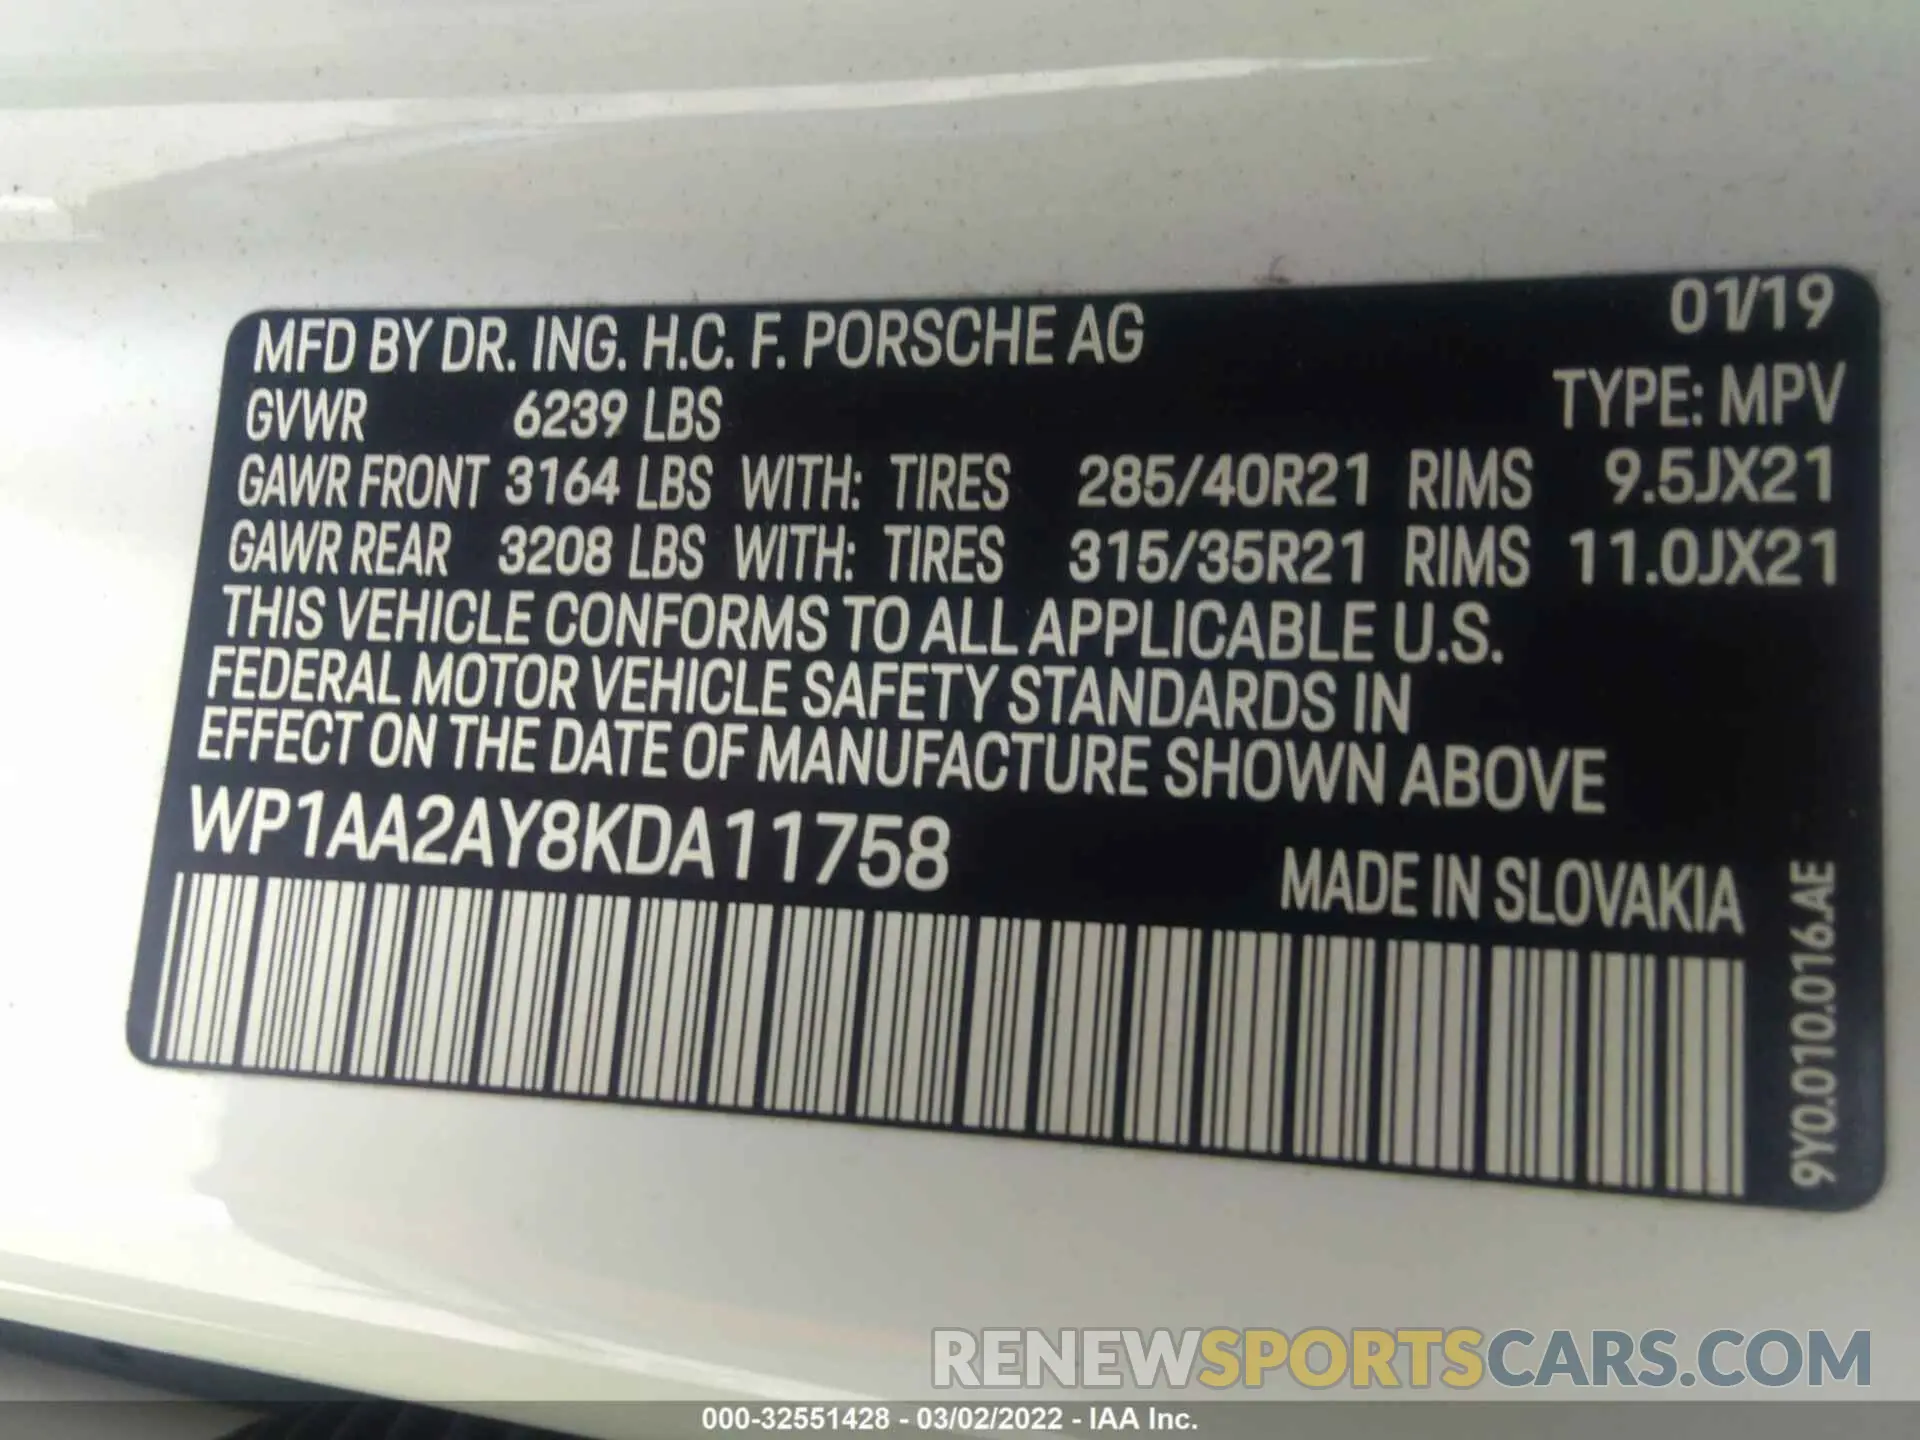 MFD BY DR. ING. H.C. F. PORSCHE AG 01/19
GVWR 6239 LBS TYPE: MPV
GAWR FRONT 3164 LBS WITH: TIRES 285/40R21 RIMS 9.5JX21
GAWR REAR 3208 LBS WITH: TIRES 315/35R21 RIMS 11.0JX21
THIS VEHICLE CONFORMS TO ALL APPLICABLE U.S.
FEDERAL MOTOR VEHICLE SAFETY STANDARDS IN
EFFECT ON THE DATE OF MANUFACTURE SHOWN ABOVE
WP1AA2AY8KDA11758
MADE IN SLOVAKIA
9Y0.010.016.AE
RENEWSPORTSCARS.COM
000-32551428 - 03/02/2022 - IAA Inc.